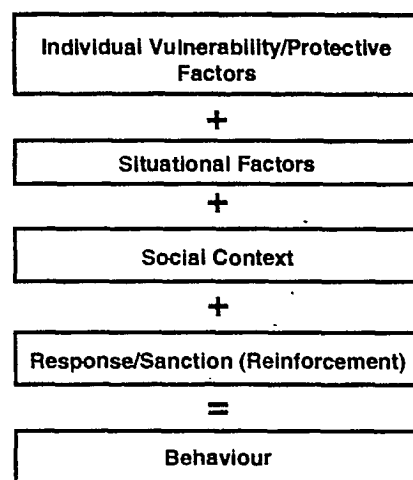 Individual Vulnerability/Protective
Factors
+
Situational Factors
+
Social Context
+
Response/Sanction (Reinforcement)
=
Behaviour